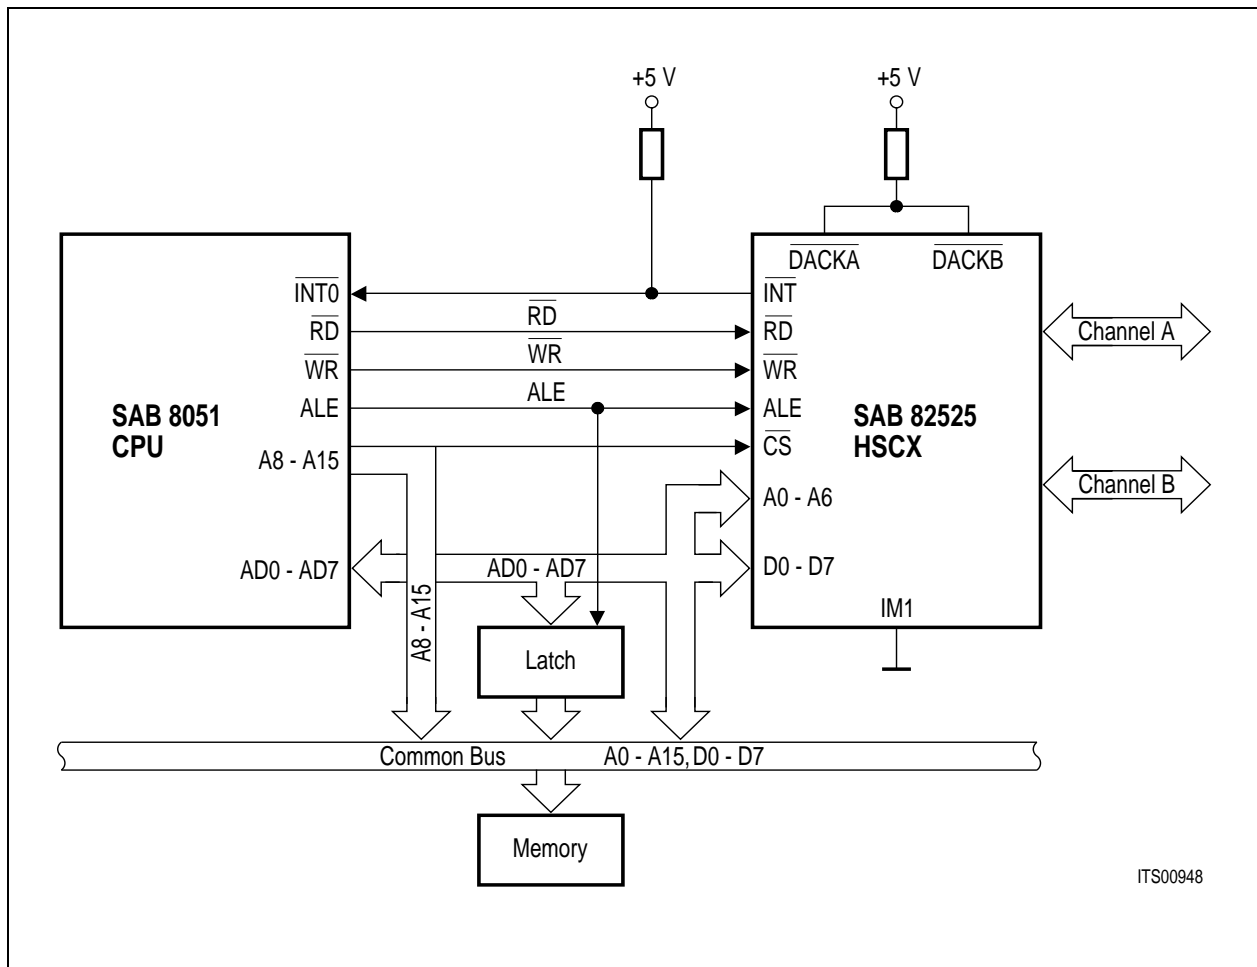 +5 V
+5 V
DACKA
DACKB
INT0
INT
RD
RD
RD
WR
WR
WR
ALE
ALE
ALE
SAB 8051
CPU
SAB 82525
HSCX
A8 - A15
CS
A0 - A6
AD0 - AD7
AD0 - AD7
D0 - D7
Channel A
Channel B
IM1
A8 - A15
Latch
Common Bus
A0 - A15, D0 - D7
Memory
ITS00948